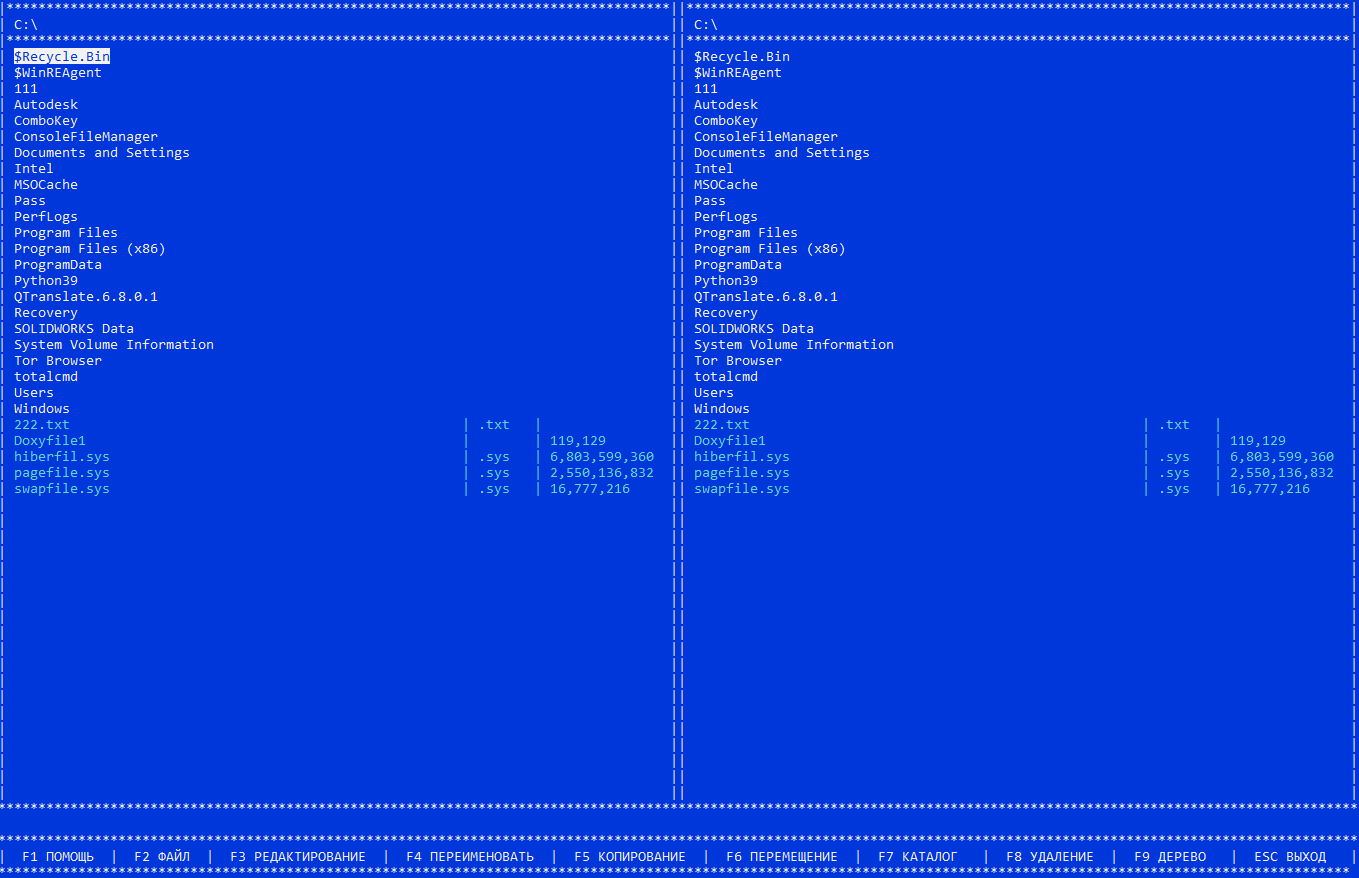 C:\
$Recycle.Bin
$WinREAgent
111
Autodesk
ComboKey
ConsoleFileManager
Documents and Settings
Intel
MSOCache
Pass
PerfLogs
Program Files
Program Files (x86)
ProgramData
Python39
QTranslate.6.8.0.1
Recovery
SOLIDWORKS Data
System Volume Information
Tor Browser
totalcmd
Users
Windows
222.txt | .txt |
Doxyfile1 | | 119,129
hiberfil.sys | .sys | 6,803,599,360
pagefile.sys | .sys | 2,550,136,832
swapfile.sys | .sys | 16,777,216
C:\
$Recycle.Bin
$WinREAgent
111
Autodesk
ComboKey
ConsoleFileManager
Documents and Settings
Intel
MSOCache
Pass
PerfLogs
Program Files
Program Files (x86)
ProgramData
Python39
QTranslate.6.8.0.1
Recovery
SOLIDWORKS Data
System Volume Information
Tor Browser
totalcmd
Users
Windows
222.txt | .txt |
Doxyfile1 | | 119,129
hiberfil.sys | .sys | 6,803,599,360
pagefile.sys | .sys | 2,550,136,832
swapfile.sys | .sys | 16,777,216
| F1 ПОМОЩЬ | F2 ФАЙЛ | F3 РЕДАКТИРОВАНИЕ | F4 ПЕРЕИМЕНОВАТЬ | F5 КОПИРОВАНИЕ | F6 ПЕРЕМЕЩЕНИЕ | F7 КАТАЛОГ | F8 УДАЛЕНИЕ | F9 ДЕРЕВО | ESC ВЫХОД |